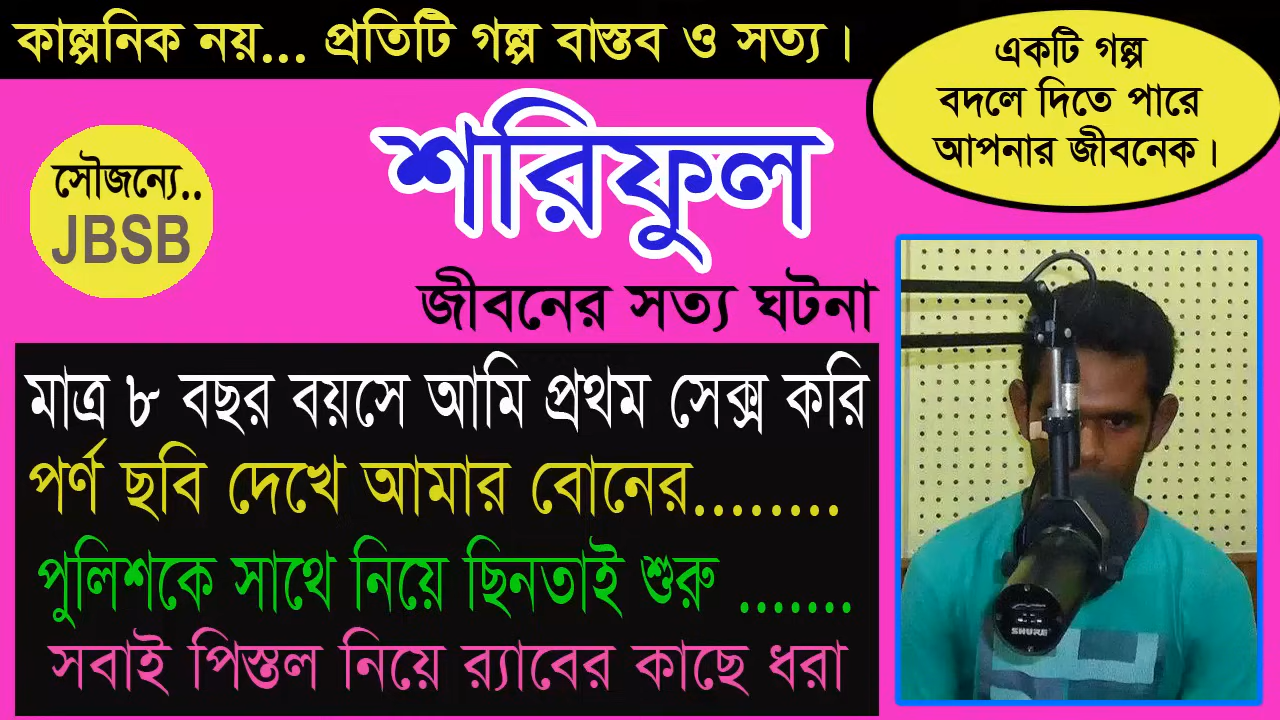 কাল্পনিক নয়... প্রতিটি গল্প বাস্তব ও সত্য।
একটি গল্প
বদলে দিতে পারে
আপনার জীবনেক।
সৌজন্যে..
JBSB
শরিফুল
জীবনের সত্য ঘটনা
মাত্র ৮ বছর বয়সে আমি প্রথম সেক্স করি
পর্ণ ছবি দেখে আমার বোনের........
পুলিশকে সাথে নিয়ে ছিনতাই শুরু .......
সবাই পিস্তল নিয়ে র‍্যাবের কাছে ধরা
SHURE